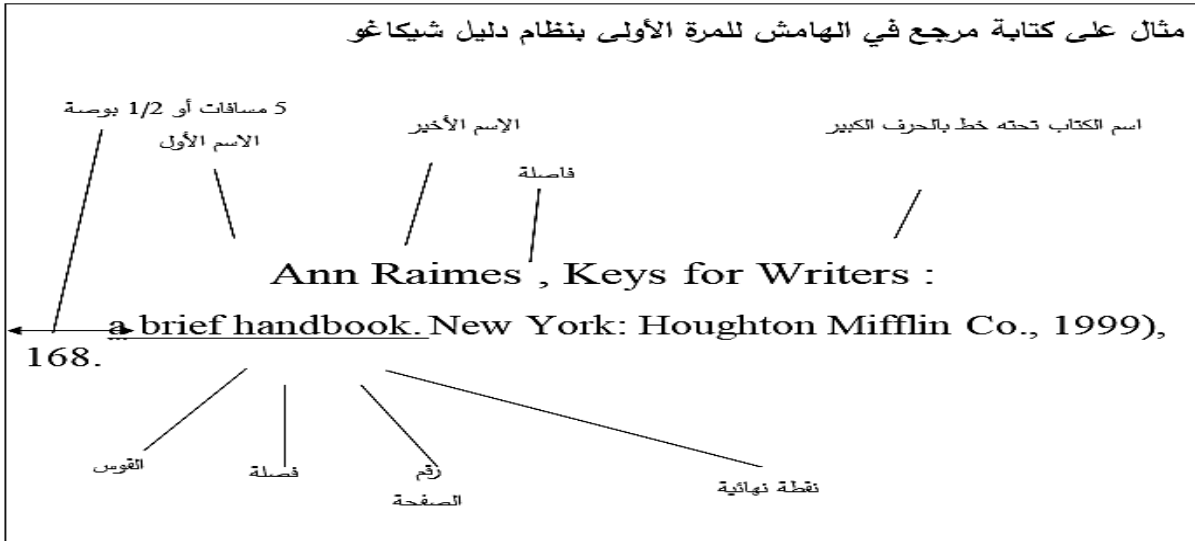 مثال على كتابة مرجع في الهامش للمرة الأولى بنظام دليل شيكاغو
5 مسافات أو 1/2 بوصة
الاسم الأول
الإسم الأخير
فاصلة
اسم الكتاب تحته خط بالحرف الكبير
Ann Raimes , Keys for Writers :
a brief handbook. New York: Houghton Mifflin Co., 1999),
168.
القوس
فصلة
رقم
الصفحة
نقطة نهائية